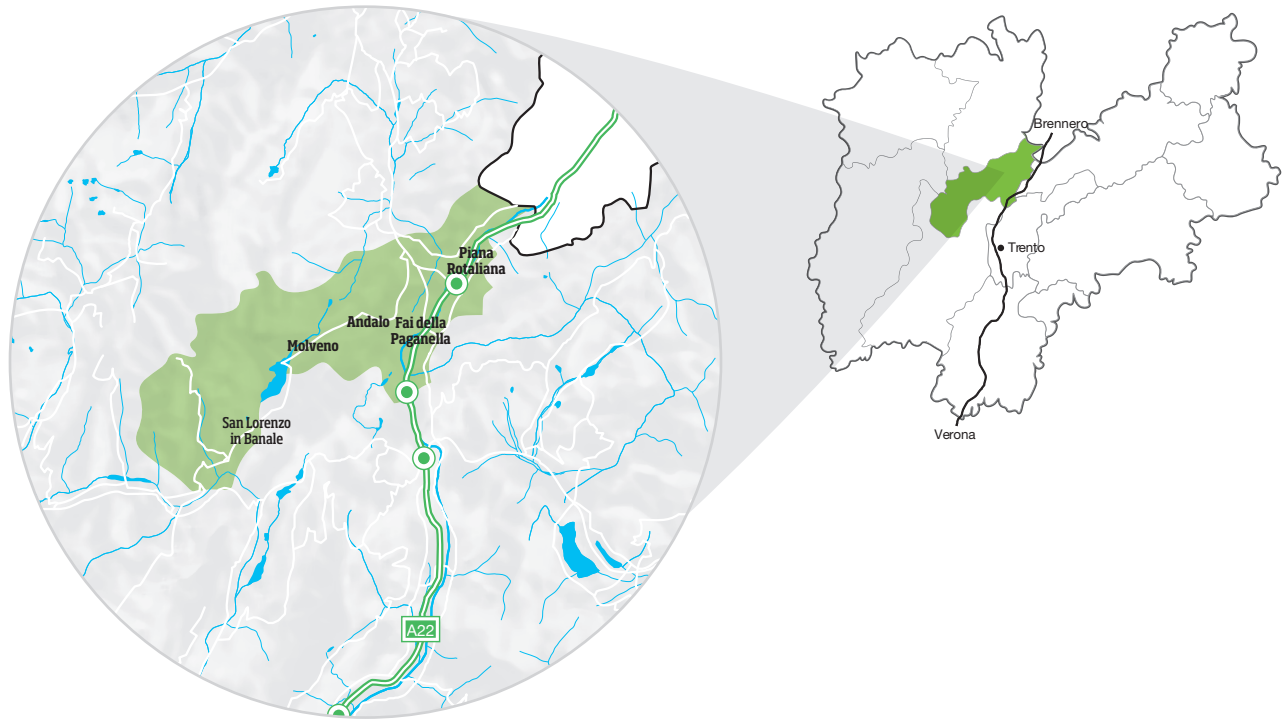 Piana
Rotaliana
Andalo
Fai della
Paganella
Molveno
San Lorenzo
in Banale
A22
Brennero
Trento
Verona